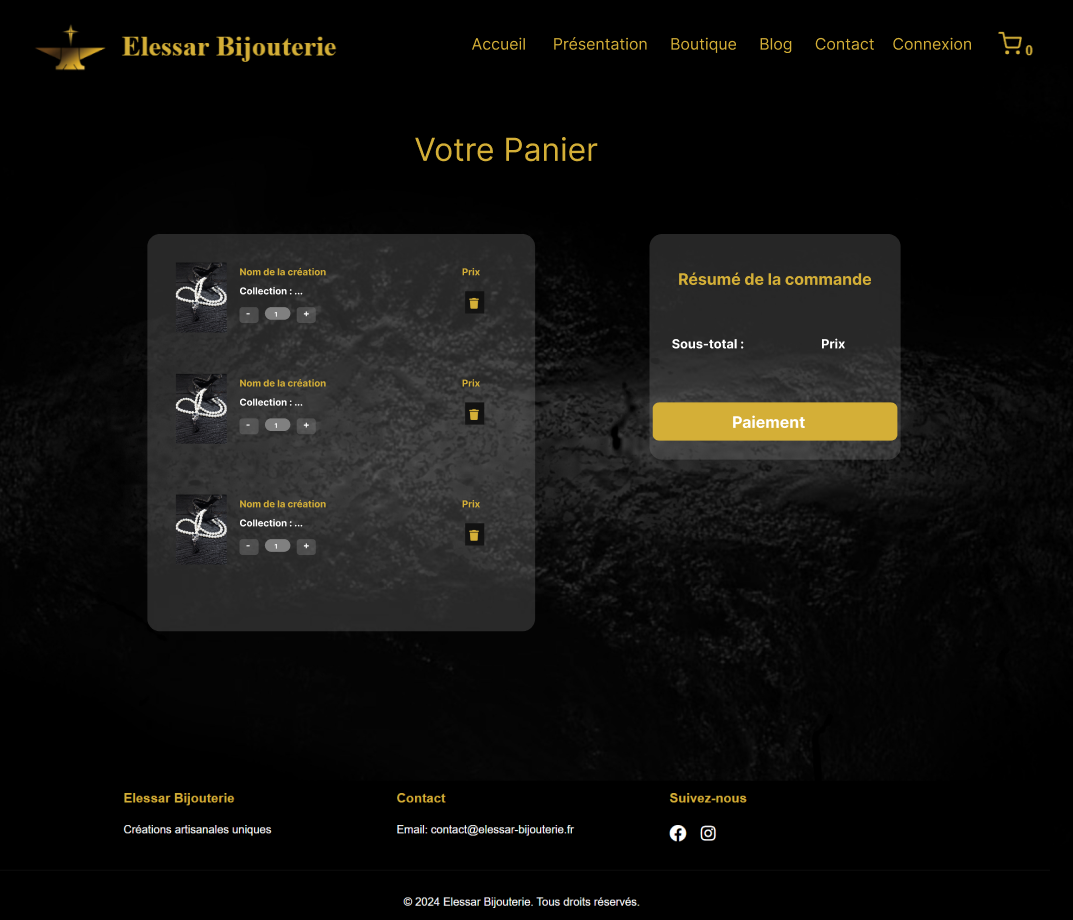 Elessar Bijouterie
Accueil Présentation Boutique Blog Contact Connexion 0
Votre Panier
Nom de la création Prix
Collection : ...
- 1 +
Nom de la création Prix
Collection : ...
- 1 +
Nom de la création Prix
Collection : ...
- 1 +
Résumé de la commande
Sous-total : Prix
Paiement
Elessar Bijouterie
Créations artisanales uniques
Contact
Email: contact@elessar-bijouterie.fr
Suivez-nous
© 2024 Elessar Bijouterie. Tous droits réservés.